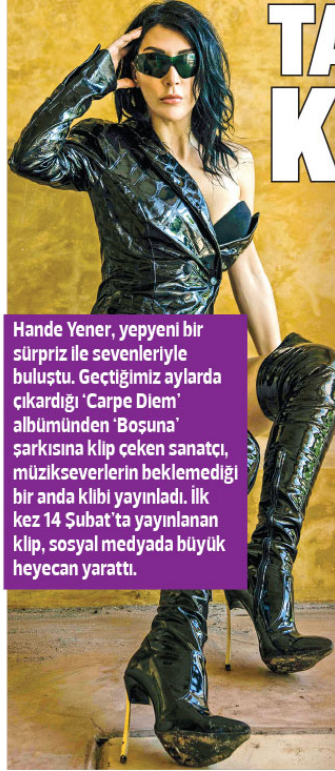 TA
K
Hande Yener, yepyeni bir
sürpriz ile sevenleriyle
buluştu. Geçtiğimiz aylarda
çıkardığı ‘Carpe Diem’
albümünden ‘Boşuna’
şarkısına klip çeken sanatçı,
müzikseverlerin beklemediği
bir anda klibi yayınladı. İlk
kez 14 Şubat’ta yayınlanan
klip, sosyal medyada büyük
heyecan yarattı.